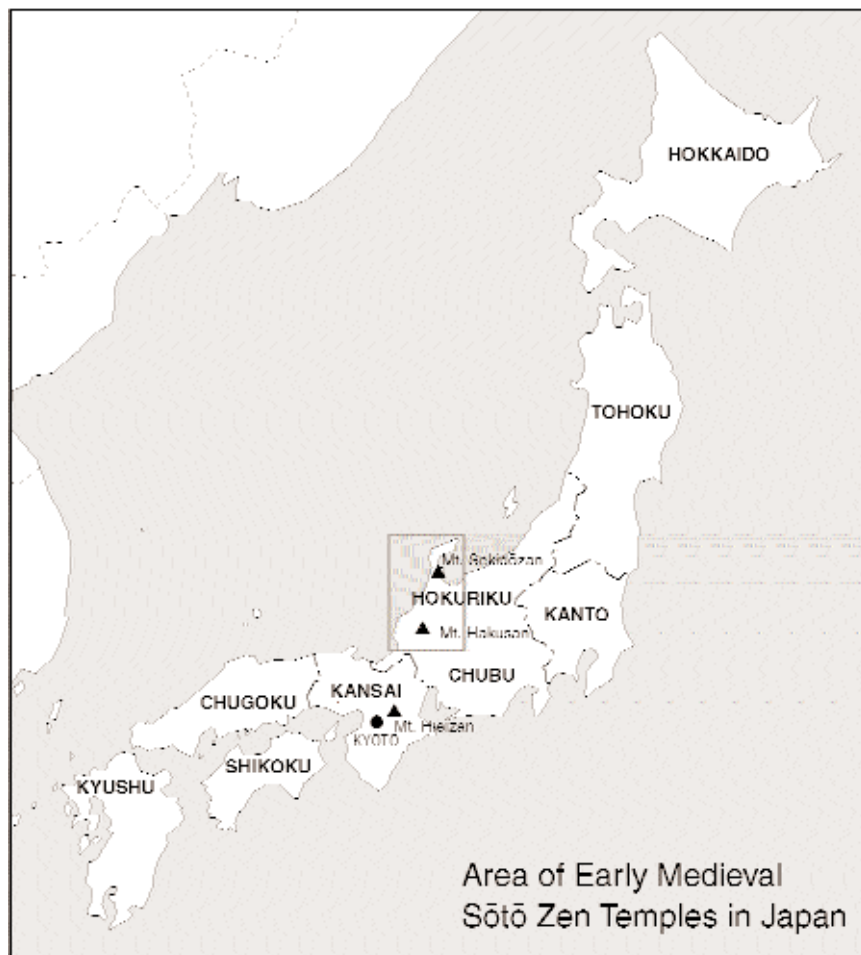 HOKKAIDO
TOHOKU
Mt. Sekidōzan
HOKURIKU
KANTO
Mt. Hakusan
CHUBU
KANSAI
CHUGOKU
Mt. Hieizan
KYOTO
SHIKOKU
KYUSHU
Area of Early Medieval
Sōtō Zen Temples in Japan